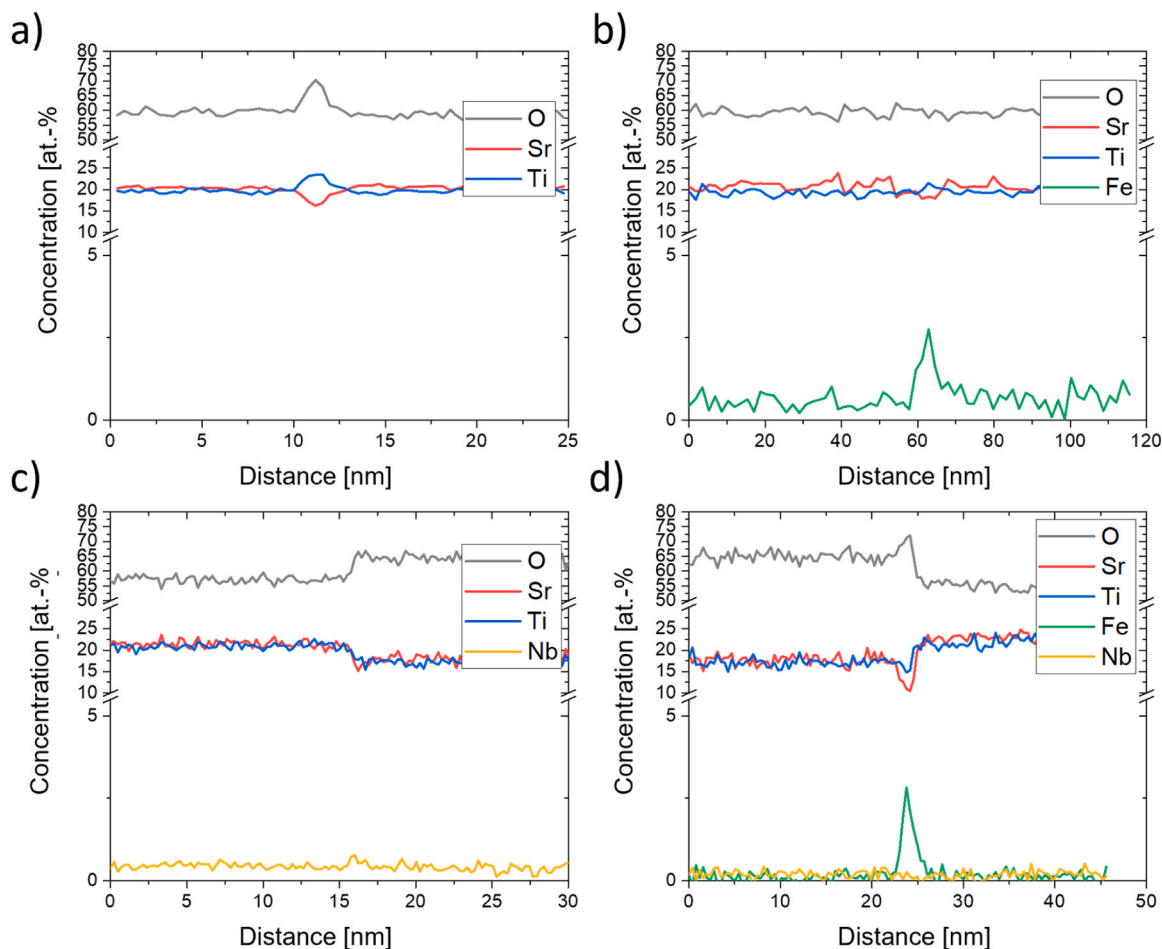 a)
Concentration [at.-%]
80
75
70
65
60
55
50
25
20
15
10
5
0
O
Sr
Ti
0 5 10 15 20 25
Distance [nm]
b)
Concentration [at.-%]
80
75
70
65
60
55
50
25
20
15
10
5
0
O
Sr
Ti
Fe
0 20 40 60 80 100 120
Distance [nm]
c)
Concentration [at.-%
80
75
70
65
60
55
50
25
20
15
10
5
0
O
Sr
Ti
Nb
0 5 10 15 20 25 30
Distance [nm]
d)
Concentration [at.-%]
80
75
70
65
60
55
50
25
20
15
10
5
0
O
Sr
Ti
Fe
Nb
0 10 20 30 40 50
Distance [nm]